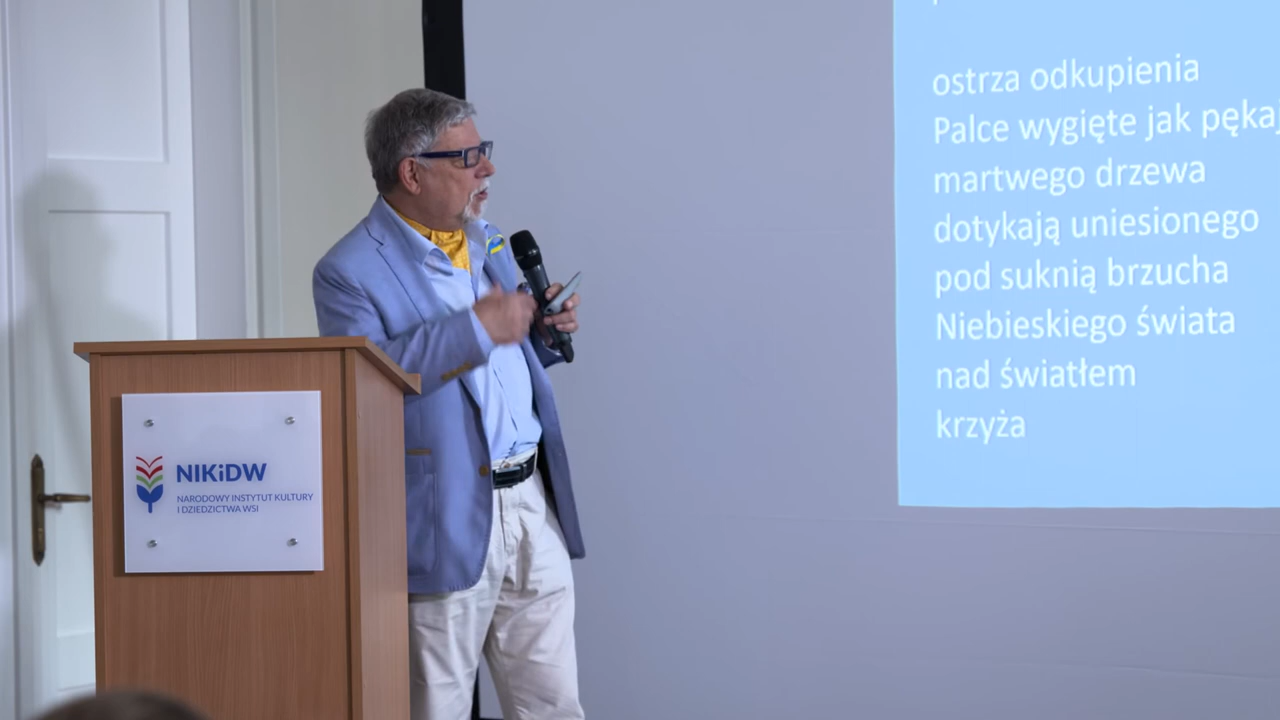 NIKiDW
NARODOWY INSTYTUT KULTURY
I DZIEDZICTWA WSI
ostrza odkupienia
Palce wygięte jak
martwego drzewa
dotykają uniesionego
pod suknią brzucha
Niebieskiego świata
nad światłem
krzyża